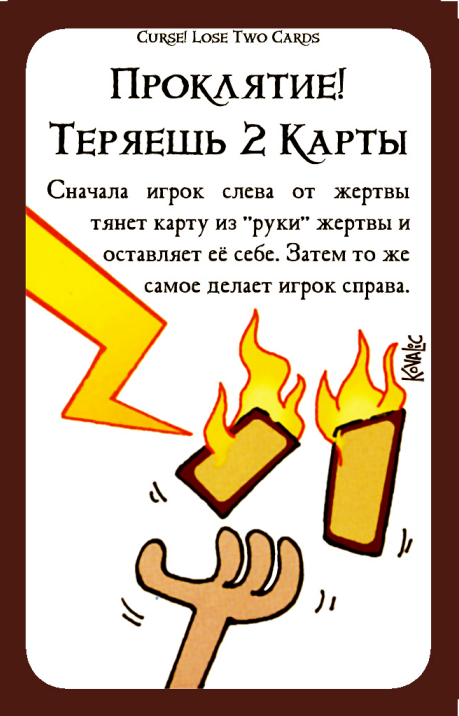 Curse! Lose Two Cards
Проклятие!
Теряешь 2 Карты
Сначала игрок слева от жертвы
тянет карту из "руки" жертвы и
оставляет её себе. Затем то же
самое делает игрок справа.
KOVALIC